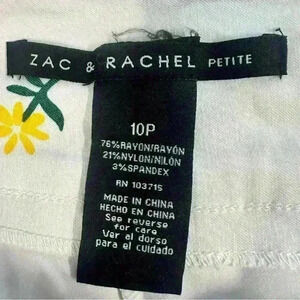 ZAC & RACHEL PETITE
10P
76%RAYON/RAYÓN
21%NYLON/NILÓN
3%SPANDEX
RN 103715
MADE IN CHINA
HECHO EN CHINA
See reverse
for care
Ver al dorso
para el cuidado